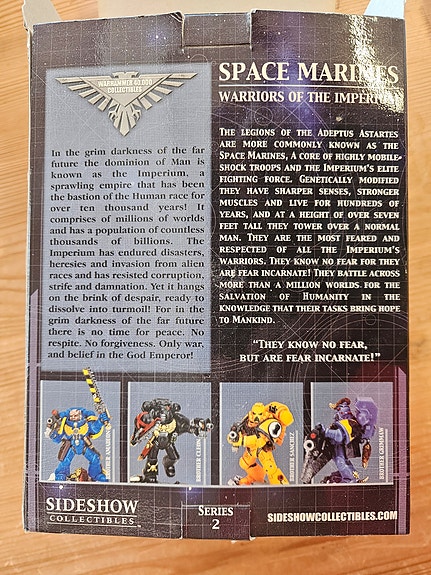 WARHAMMER 40,000
COLLECTIBLES
In the grim darkness of the far
future the dominion of Man is
known as the Imperium, a
sprawling empire that has been
the bastion of the Human race for
over ten thousand years! It
comprises of millions of worlds
and has a population of countless
thousands of billions. The
Imperium has endured disasters,
heresies and invasion from alien
races and has resisted corruption,
strife and damnation. Yet it hangs
on the brink of despair, ready to
dissolve into turmoil! For in the
grim darkness of the far future
there is no time for peace. No
respite. No forgiveness. Only war,
and belief in the God Emperor!
SPACE MARINES
WARRIORS OF THE IMPERIUM
THE LEGIONS OF THE ADEPTUS ASTARTES
ARE MORE COMMONLY KNOWN AS THE
SPACE MARINES, A CORE OF HIGHLY MOBILE
SHOCK TROOPS AND THE IMPERIUM'S ELITE
FIGHTING FORCE. GENETICALLY MODIFIED
THEY HAVE SHARPER SENSES, STRONGER
MUSCLES AND LIVE FOR HUNDREDS OF
YEARS, AND AT A HEIGHT OF OVER SEVEN
FEET TALL THEY TOWER OVER A NORMAL
MAN. THEY ARE THE MOST FEARED AND
RESPECTED OF ALL THE IMPERIUM'S
WARRIORS. THEY KNOW NO FEAR FOR THEY
ARE FEAR INCARNATE! THEY BATTLE ACROSS
MORE THAN A MILLION WORLDS FOR THE
SALVATION OF HUMANITY IN THE
KNOWLEDGE THAT THEIR TASKS BRING HOPE
TO MANKIND.
"THEY KNOW NO FEAR,
BUT ARE FEAR INCARNATE!"
BROTHER
BROTHER
BROTHER SANCHEZ
BROTHER GRIMMAW
SIDESHOW
COLLECTIBLES
SERIES
2
SIDESHOWCOLLECTIBLES.COM